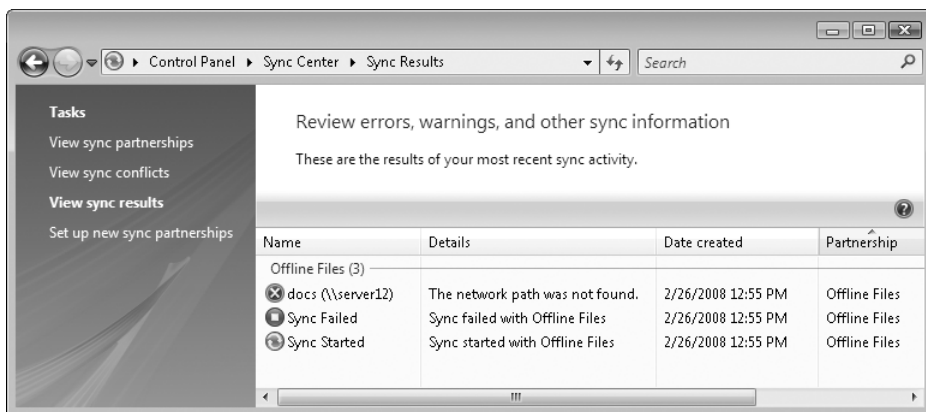 Control Panel ▸ Sync Center ▸ Sync Results
Search
Tasks
View sync partnerships
View sync conflicts
View sync results
Set up new sync partnerships
Review errors, warnings, and other sync information
These are the results of your most recent sync activity.
Name Details Date created Partnership
Offline Files (3)
docs (\\server12) The network path was not found. 2/26/2008 12:55 PM Offline Files
Sync Failed Sync failed with Offline Files 2/26/2008 12:55 PM Offline Files
Sync Started Sync started with Offline Files 2/26/2008 12:55 PM Offline Files